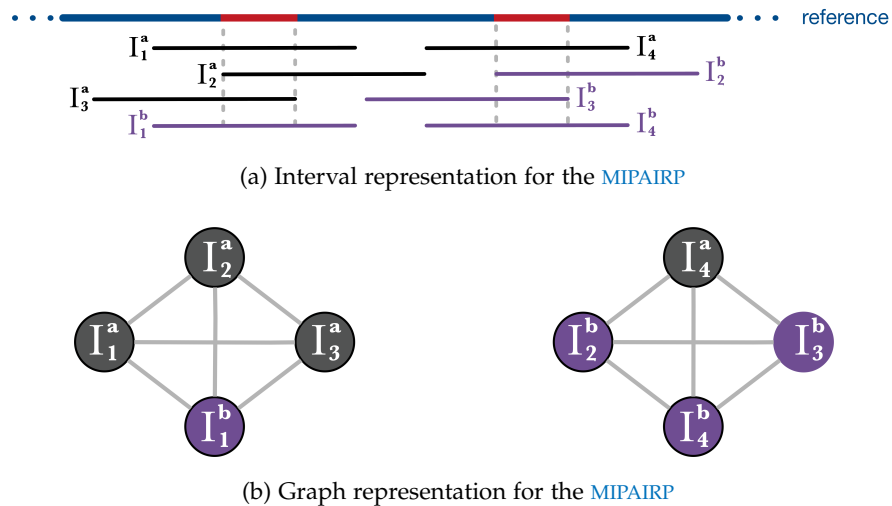 reference
I₁ᵃ I₄ᵃ
I₂ᵃ I₂ᵇ
I₃ᵃ I₃ᵇ
I₁ᵇ I₄ᵇ
(a) Interval representation for the MIPAIRP
I₂ᵃ I₄ᵃ
I₁ᵃ I₃ᵃ I₂ᵇ I₃ᵇ
I₁ᵇ I₄ᵇ
(b) Graph representation for the MIPAIRP